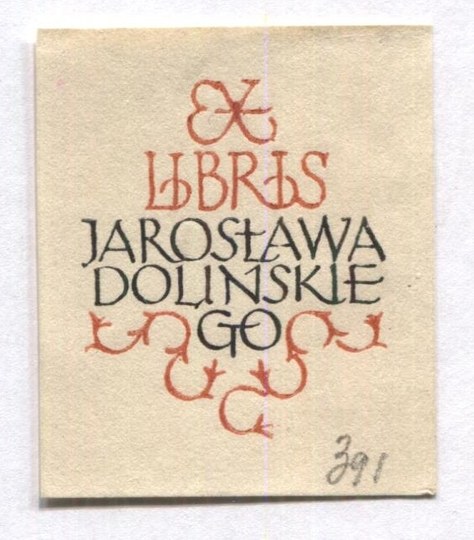 EX
LIBRIS
JAROSŁAWA
DOLIŃSKIE
GO
391